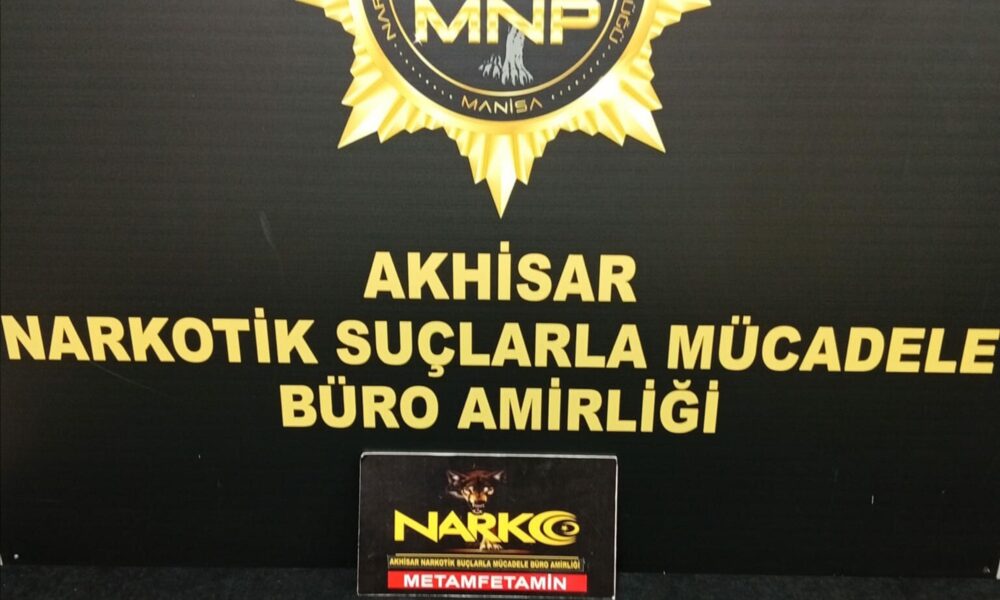 MNP
MANİSA
AKHİSAR
NARKOTİK SUÇLARLA MÜCADELE
BÜRO AMİRLİĞİ
NARKO
AKHİSAR NARKOTİK SUÇLARLA MÜCADELE BÜRO AMİRLİĞİ
METAMFETAMİN